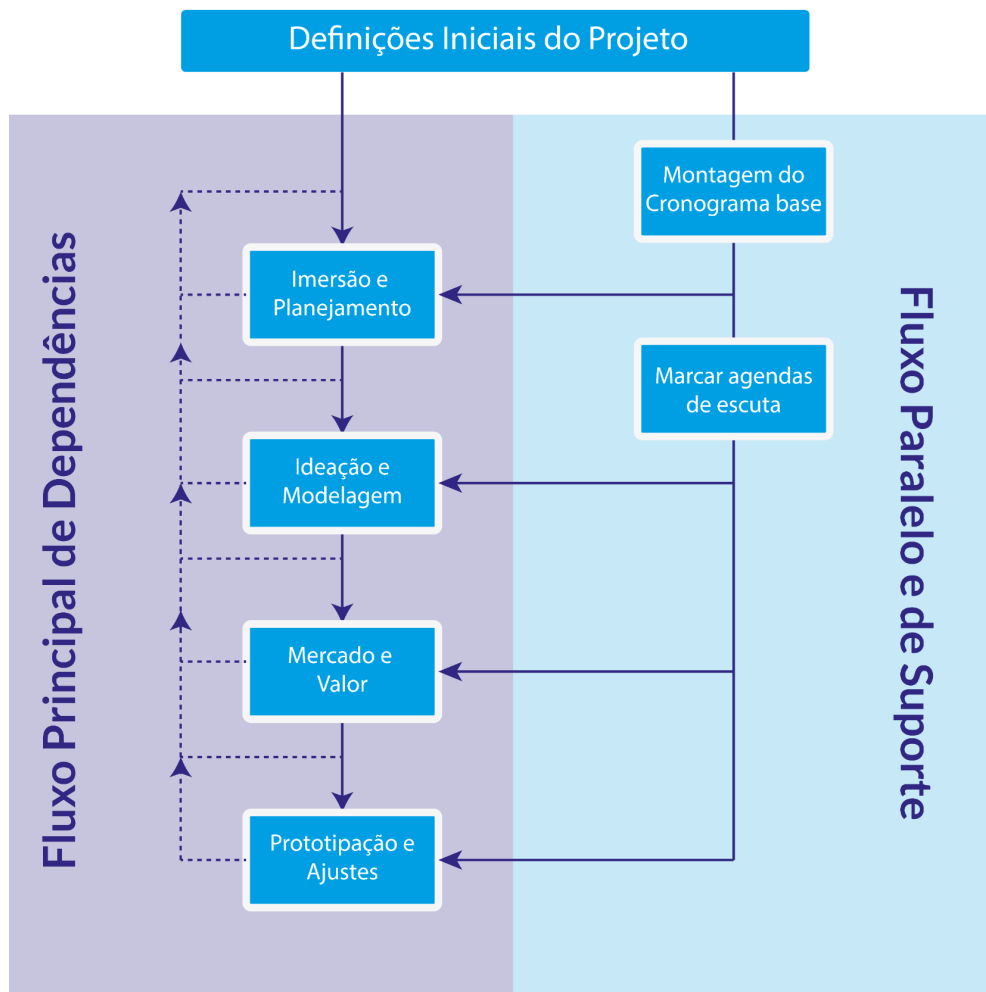 Definições Iniciais do Projeto
Fluxo Principal de Dependências
Montagem do
Cronograma base
Imersão e
Planejamento
Marcar agendas
de escuta
Ideação e
Modelagem
Mercado e
Valor
Prototipação e
Ajustes
Fluxo Paralelo e de Suporte